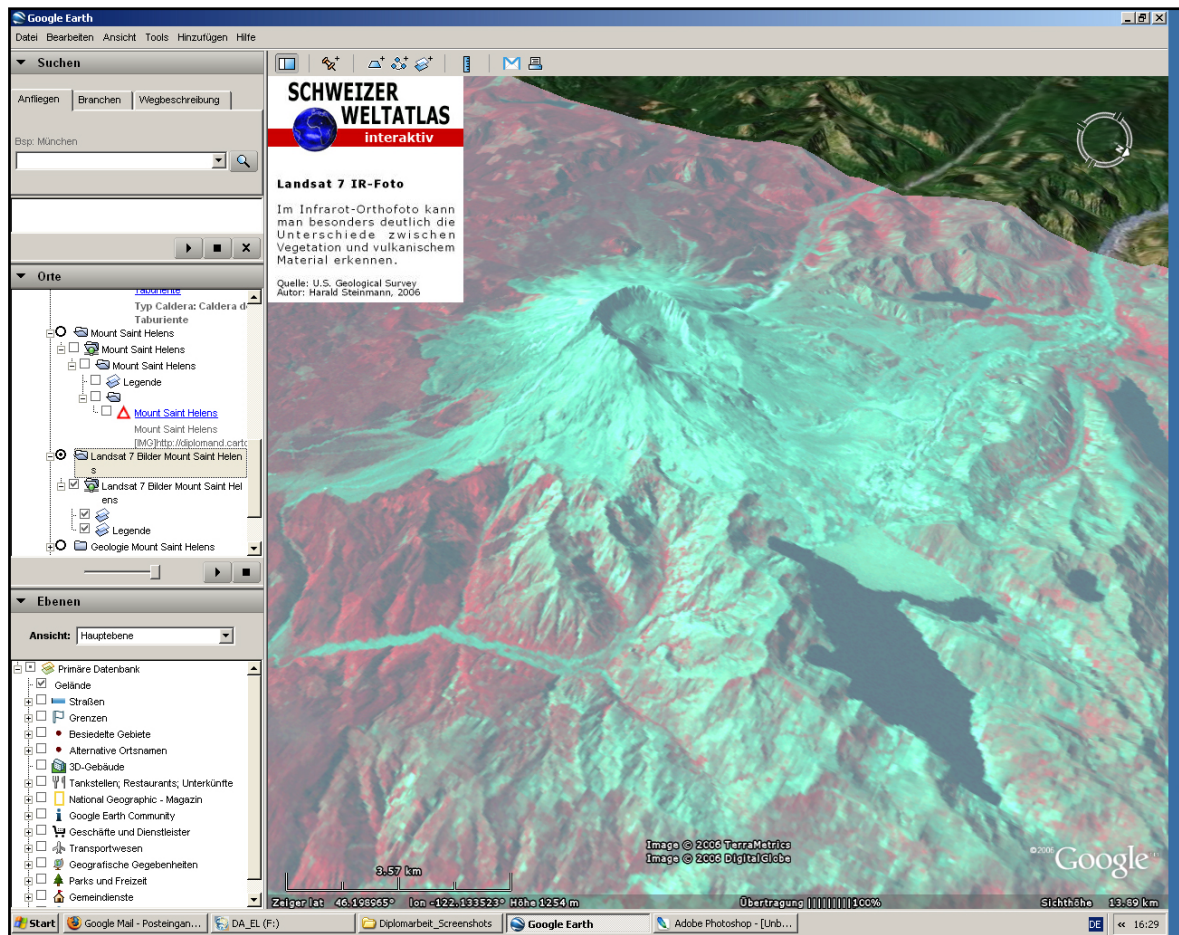 Google Earth
Datei Bearbeiten Ansicht Tools Hinzufügen Hilfe
Suchen
Anfliegen Branchen Wegbeschreibung
Bsp: München
Orte
Taburiente
Typ Caldera: Caldera de
Taburiente
Mount Saint Helens
Mount Saint Helens
Mount Saint Helens
Legende
Mount Saint Helens
Mount Saint Helens
[IMG]http://diplomand.carto
Landsat 7 Bilder Mount Saint Helen
s
Landsat 7 Bilder Mount Saint Hel
ens
Legende
Geologie Mount Saint Helens
Ebenen
Ansicht: Hauptebene
Primäre Datenbank
Gelände
Straßen
Grenzen
Besiedelte Gebiete
Alternative Ortsnamen
3D-Gebäude
Tankstellen; Restaurants; Unterkünfte
National Geographic - Magazin
Google Earth Community
Geschäfte und Dienstleister
Transportwesen
Geografische Gegebenheiten
Parks und Freizeit
Gemeindienste
SCHWEIZER
WELTATLAS
interaktiv
Landsat 7 IR-Foto
Im Infrarot-Orthofoto kann
man besonders deutlich die
Unterschiede zwischen
Vegetation und vulkanischem
Material erkennen.
Quelle: U.S. Geological Survey
Autor: Harald Steinmann, 2006
N
Image © 2006 TerraMetrics
Image © 2006 DigitalGlobe
©2006 Google
3.57 km
Zeiger lat 46.198965° lon -122.133523° Höhe 1254 m Übertragung ||||||||| 100% Sichthöhe 13.89 km
Start Google Mail - Posteingan... DA_EL (F:) Diplomarbeit_Screenshots Google Earth Adobe Photoshop - [Unb... DE « 16:29